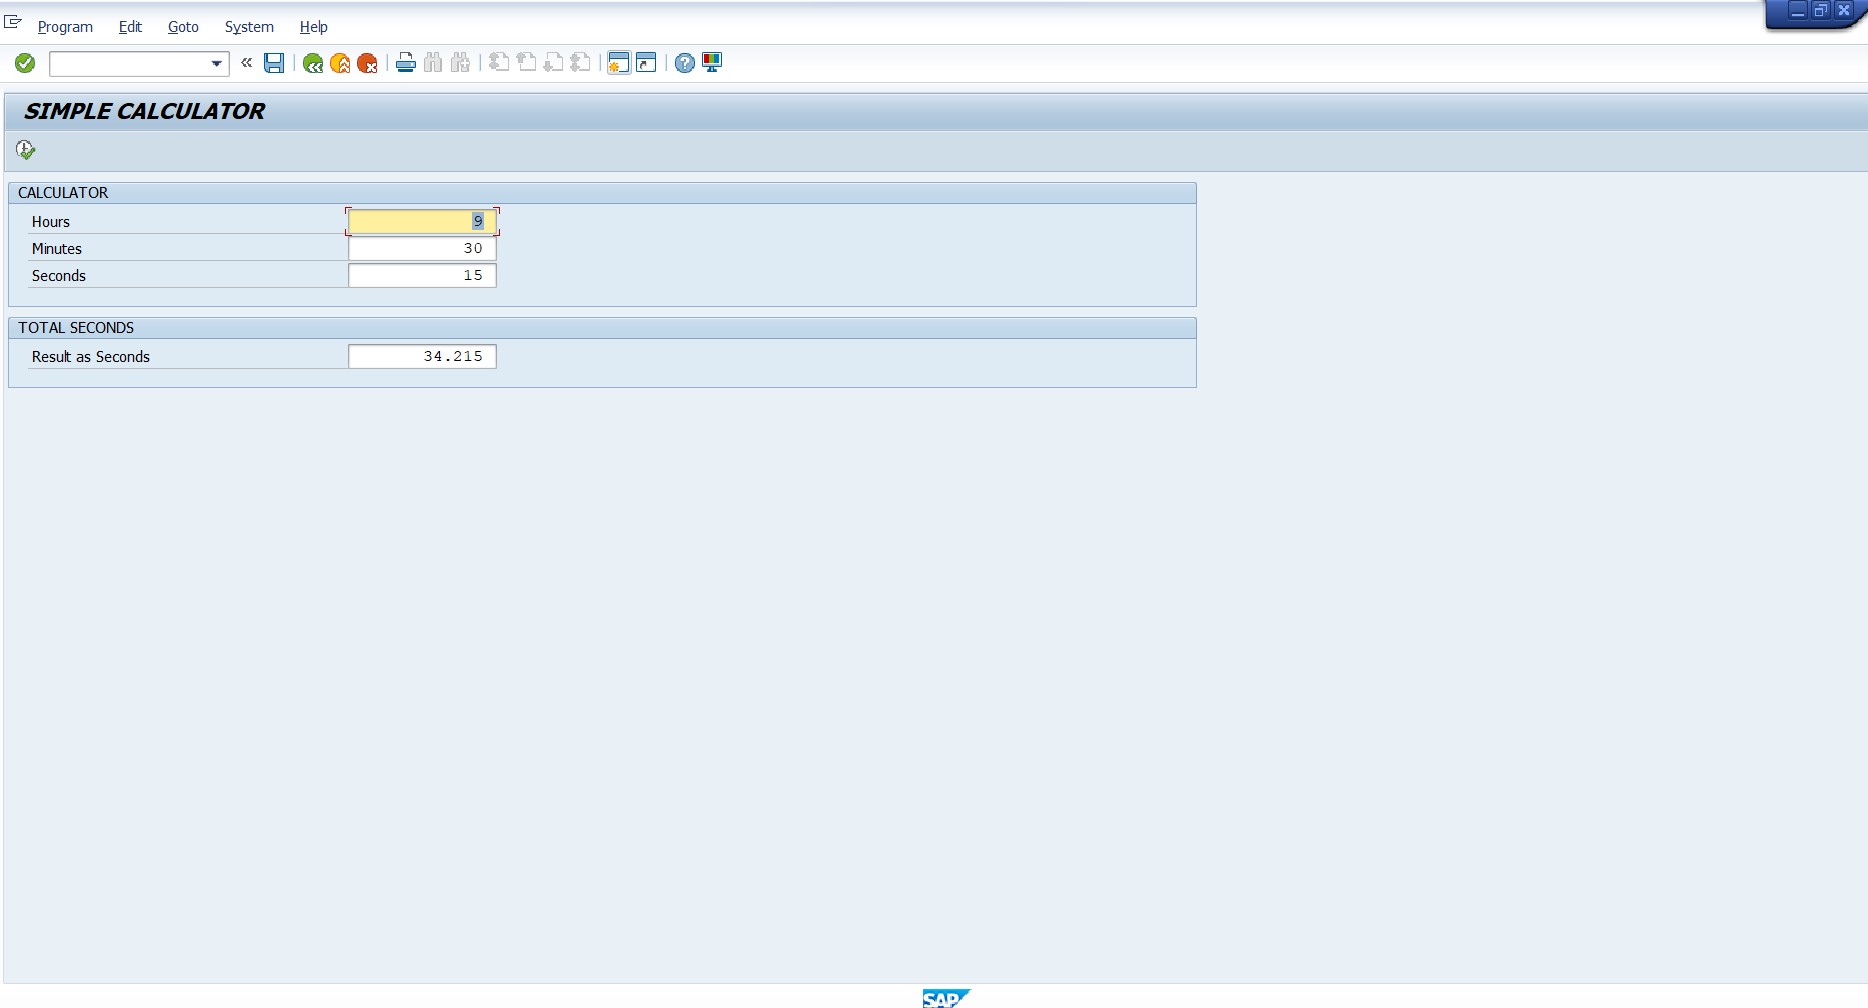 Program Edit Goto System Help
SIMPLE CALCULATOR
CALCULATOR
Hours 9
Minutes 30
Seconds 15
TOTAL SECONDS
Result as Seconds 34.215
SAP